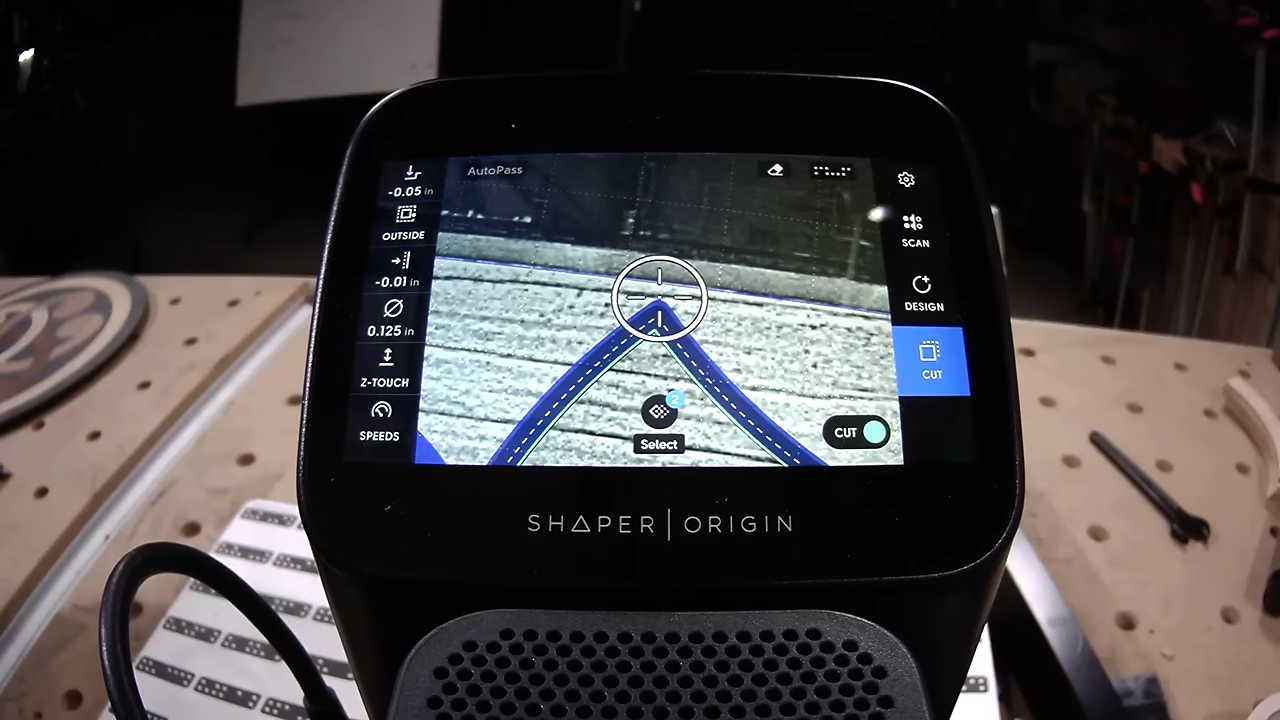 AutoPass
-0.05 in
OUTSIDE
-0.01 in
0.125
Z-TOUCH
SPEEDS
2
Select
CUT
SCAN
DESIGN
CUT
SHAPER | ORIGIN